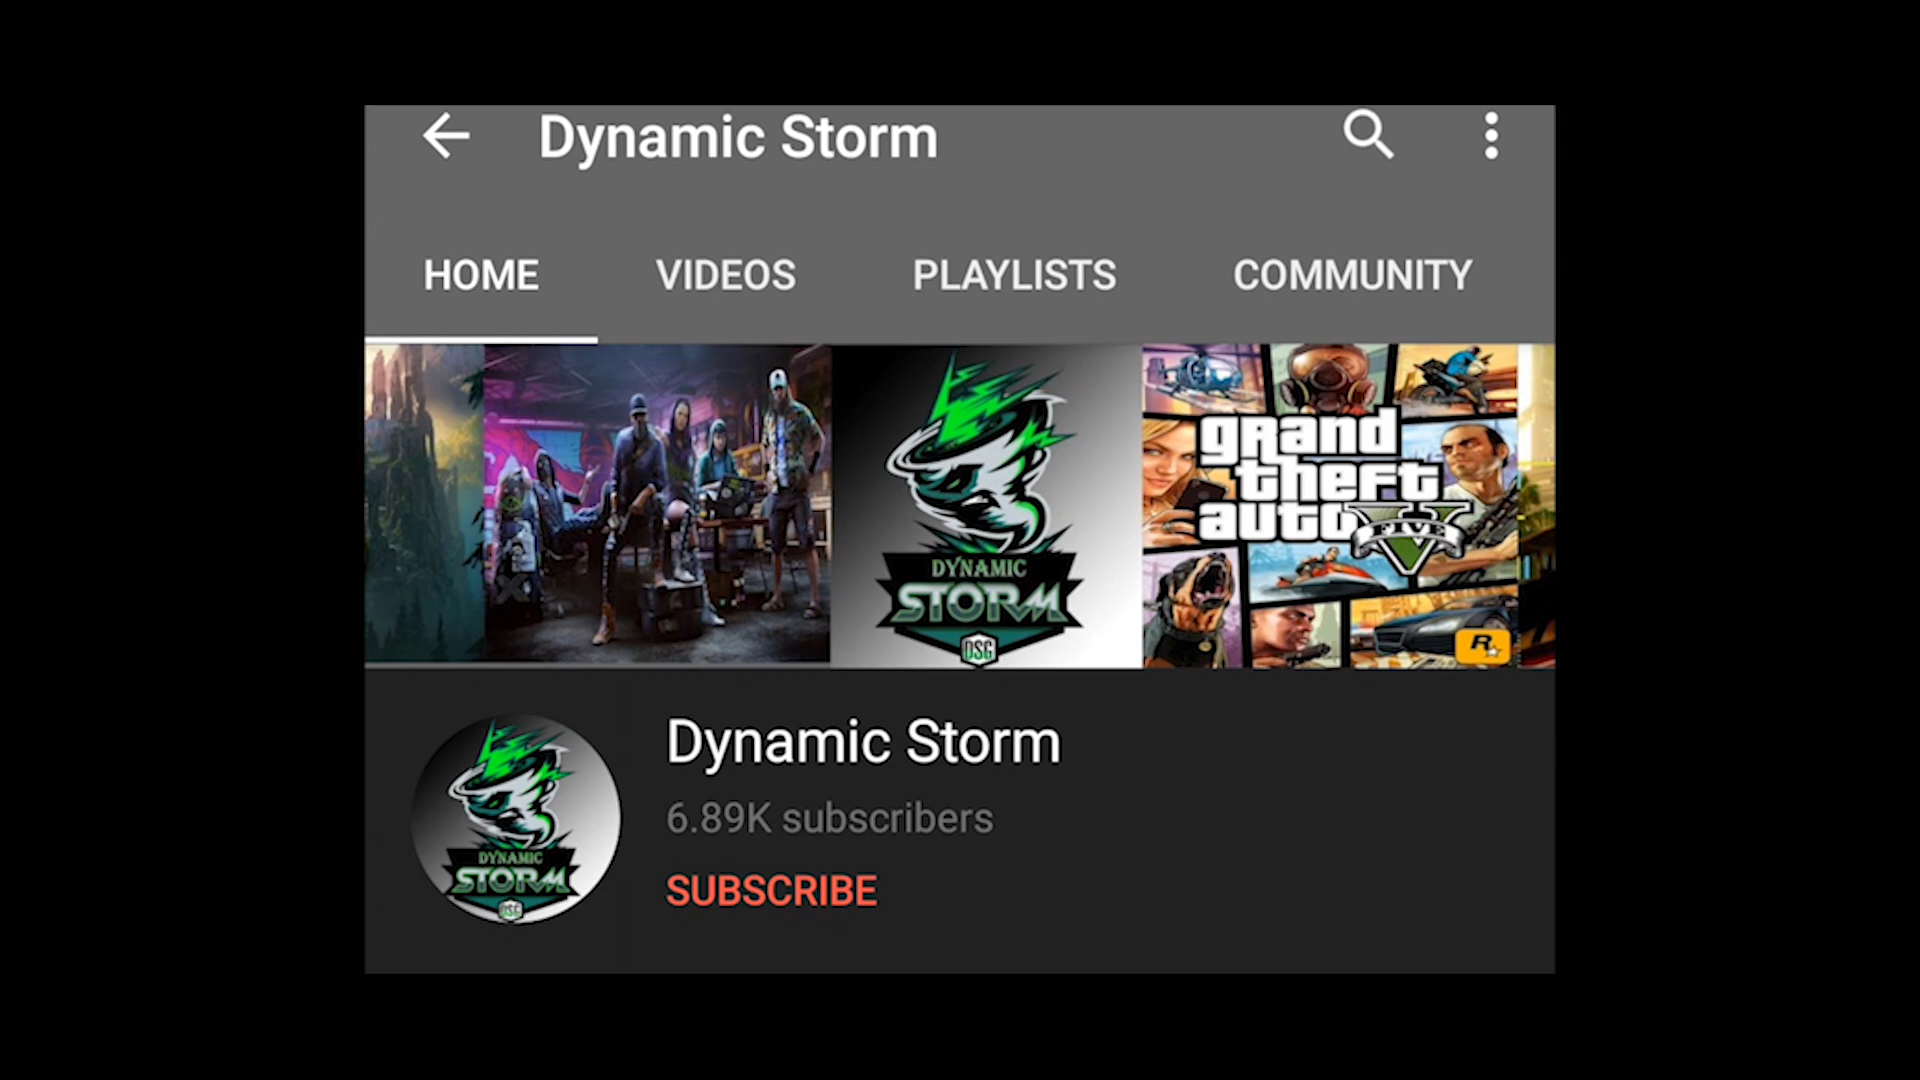 Dynamic Storm
HOME VIDEOS PLAYLISTS COMMUNITY
DYNAMIC
STORM
DSG
grand
theft
auto
FIVE
R
Dynamic Storm
6.89K subscribers
SUBSCRIBE
DYNAMIC
STORM
DSG